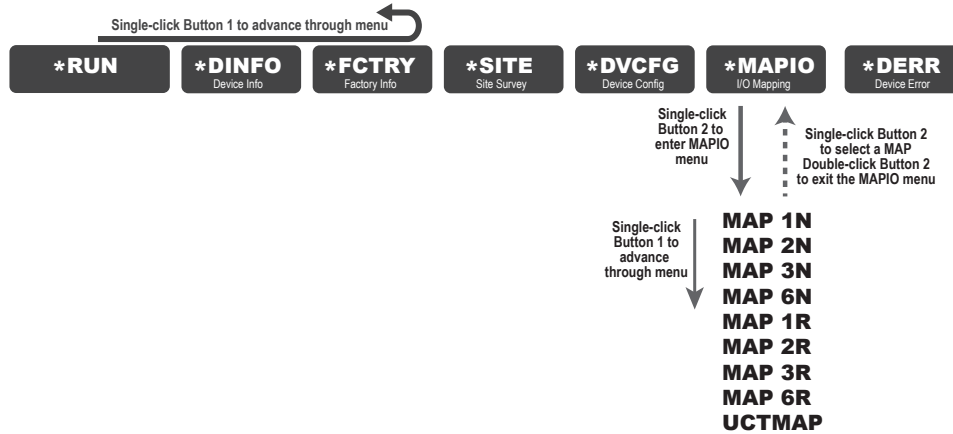 Single-click Button 1 to advance through menu
*RUN
*DINFO
Device Info
*FCTRY
Factory Info
*SITE
Site Survey
*DVCFG
Device Config
*MAPIO
I/O Mapping
*DERR
Device Error
Single-click
Button 2 to
enter MAPIO
menu
Single-click Button 2
to select a MAP
Double-click Button 2
to exit the MAPIO menu
Single-click
Button 1 to
advance
through menu
MAP 1N
MAP 2N
MAP 3N
MAP 6N
MAP 1R
MAP 2R
MAP 3R
MAP 6R
UCTMAP